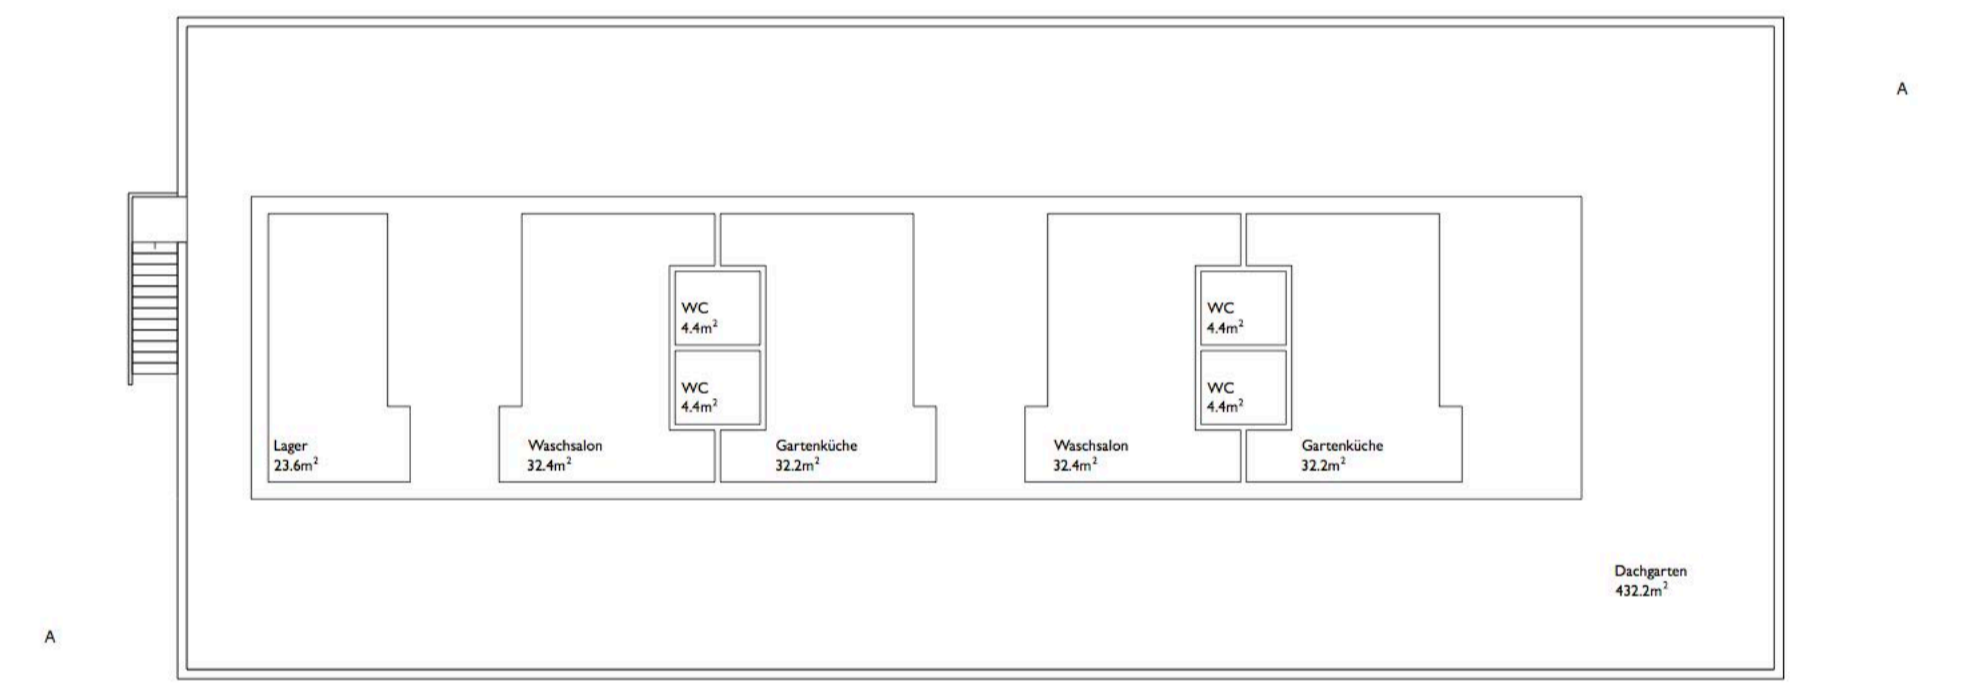 A
WC
4.4m²
WC
4.4m²
WC
4.4m²
WC
4.4m²
Lager
23.6m²
Waschsalon
32.4m²
Gartenküche
32.2m²
Waschsalon
32.4m²
Gartenküche
32.2m²
Dachgarten
432.2m²
A